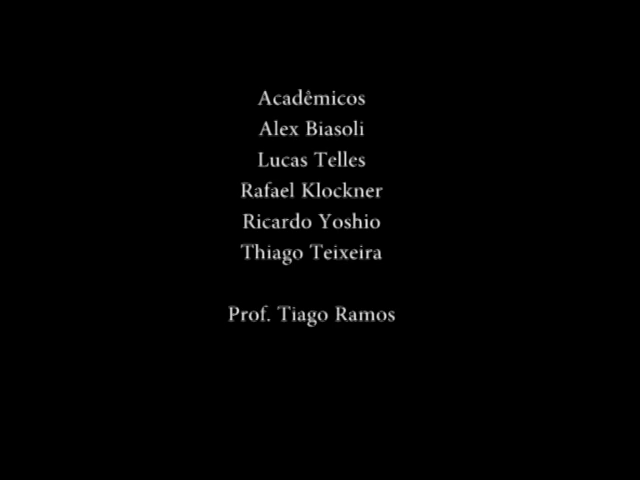 Acadêmicos
Alex Biasoli
Lucas Telles
Rafael Klockner
Ricardo Yoshio
Thiago Teixeira
Prof. Tiago Ramos